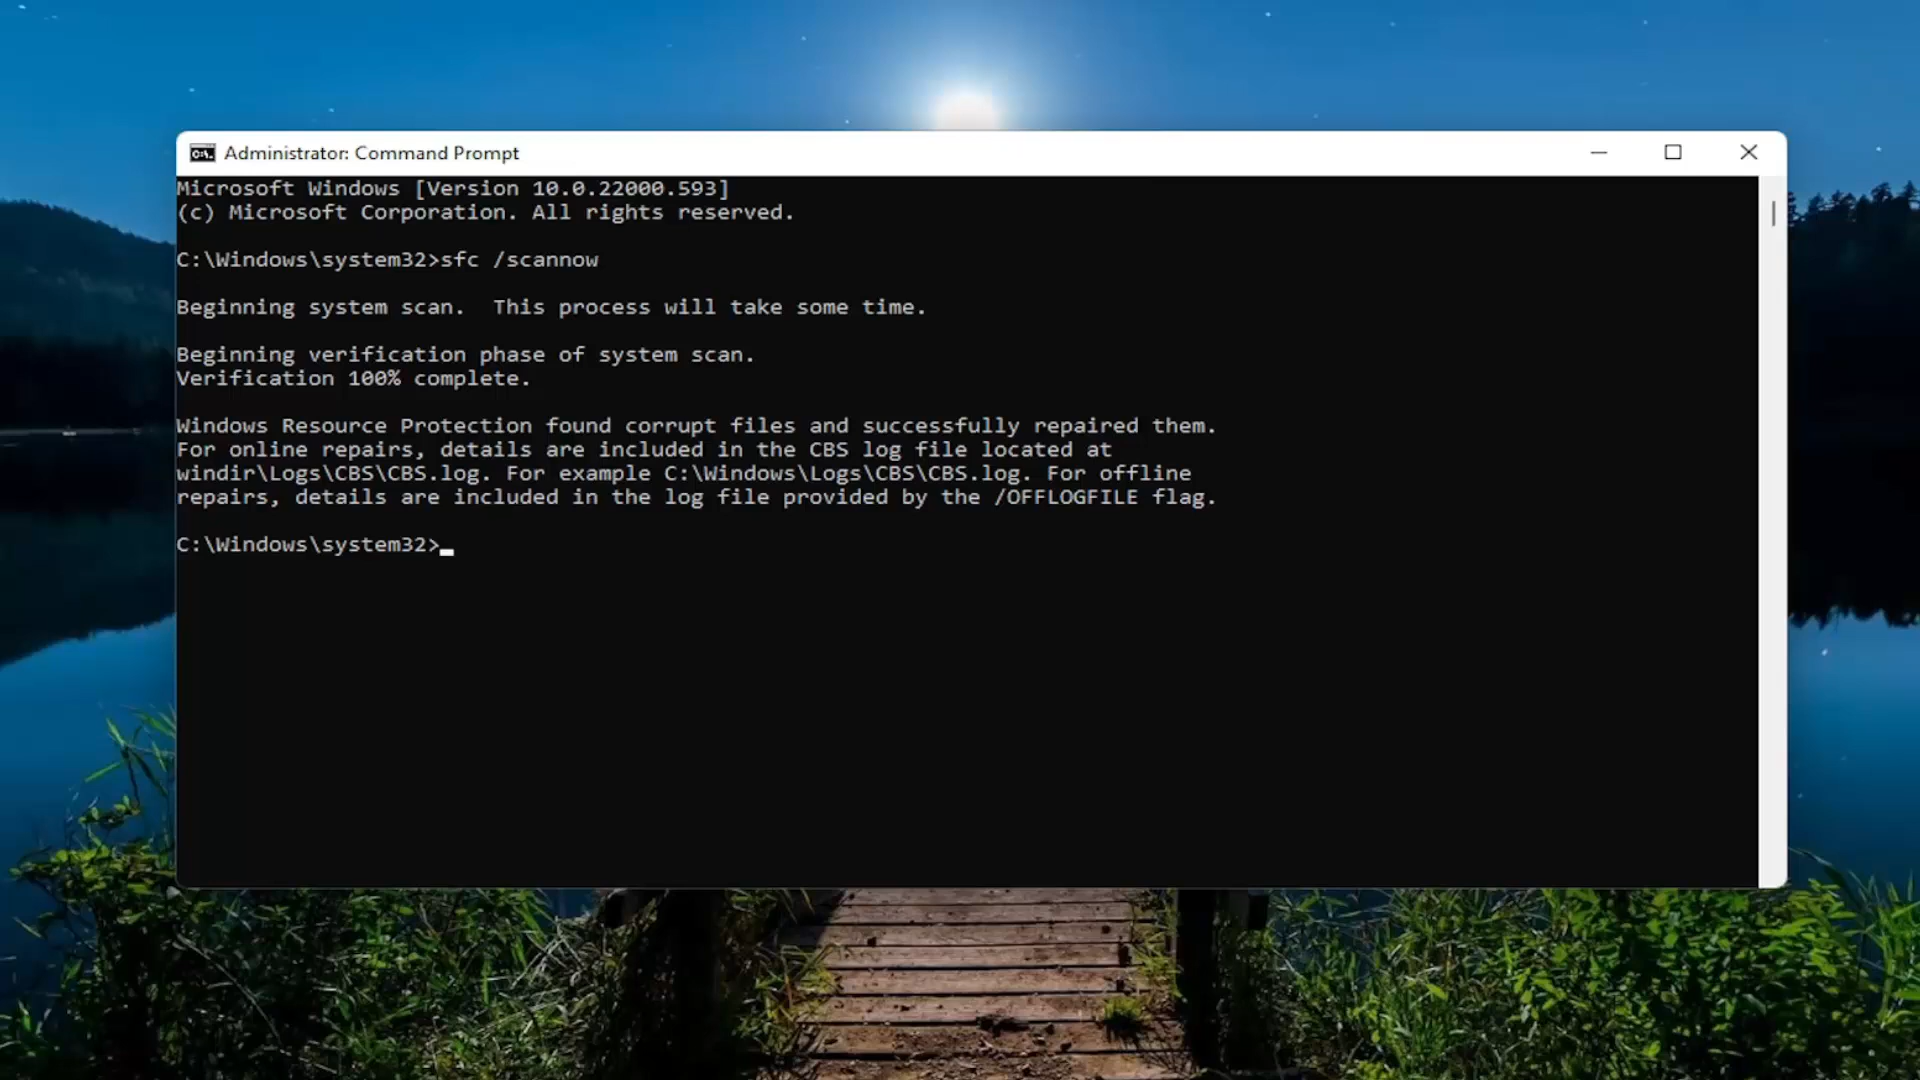 Administrator: Command Prompt
Microsoft Windows [Version 10.0.22000.593]
(c) Microsoft Corporation. All rights reserved.
C:\Windows\system32>sfc /scannow
Beginning system scan.  This process will take some time.
Beginning verification phase of system scan.
Verification 100% complete.
Windows Resource Protection found corrupt files and successfully repaired them.
For online repairs, details are included in the CBS log file located at
windir\Logs\CBS\CBS.log. For example C:\Windows\Logs\CBS\CBS.log. For offline
repairs, details are included in the log file provided by the /OFFLOGFILE flag.
C:\Windows\system32>